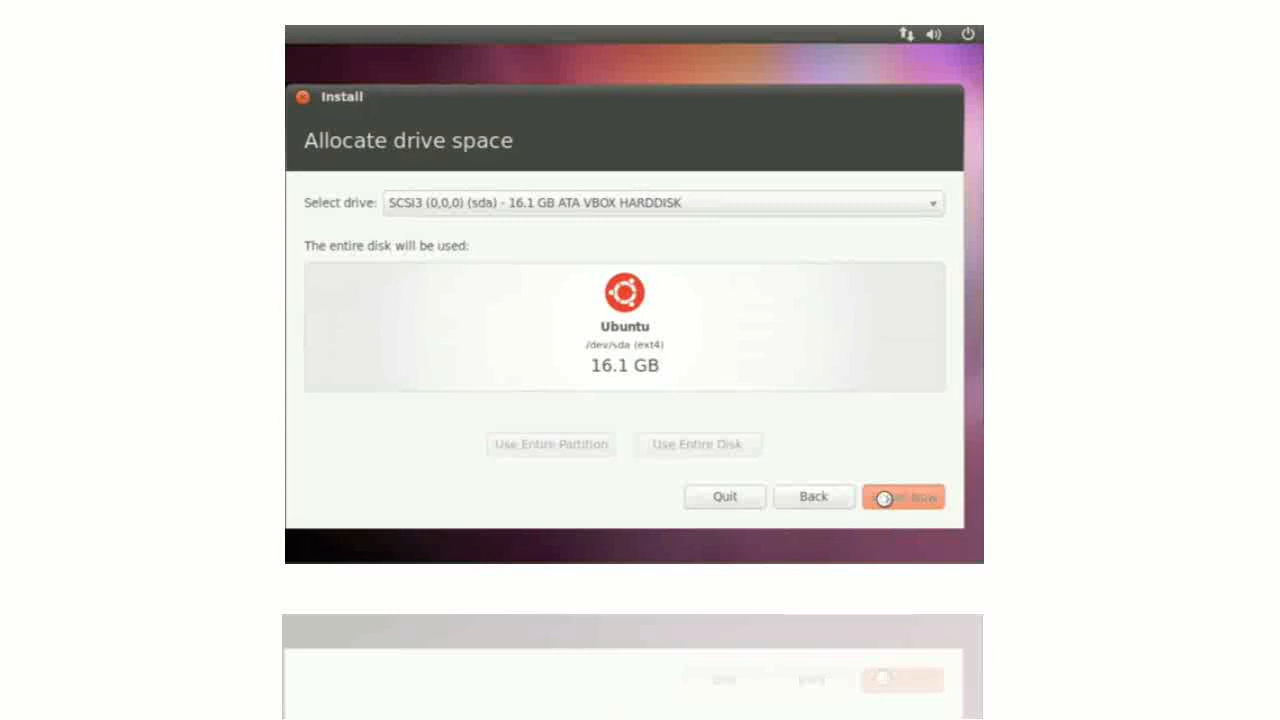 Install
Allocate drive space
Select drive: SCSI3 (0,0,0) (sda) - 16.1 GB ATA VBOX HARDDISK
The entire disk will be used:
Ubuntu
/dev/sda (ext4)
16.1 GB
Use Entire Partition Use Entire Disk
Quit Back Now